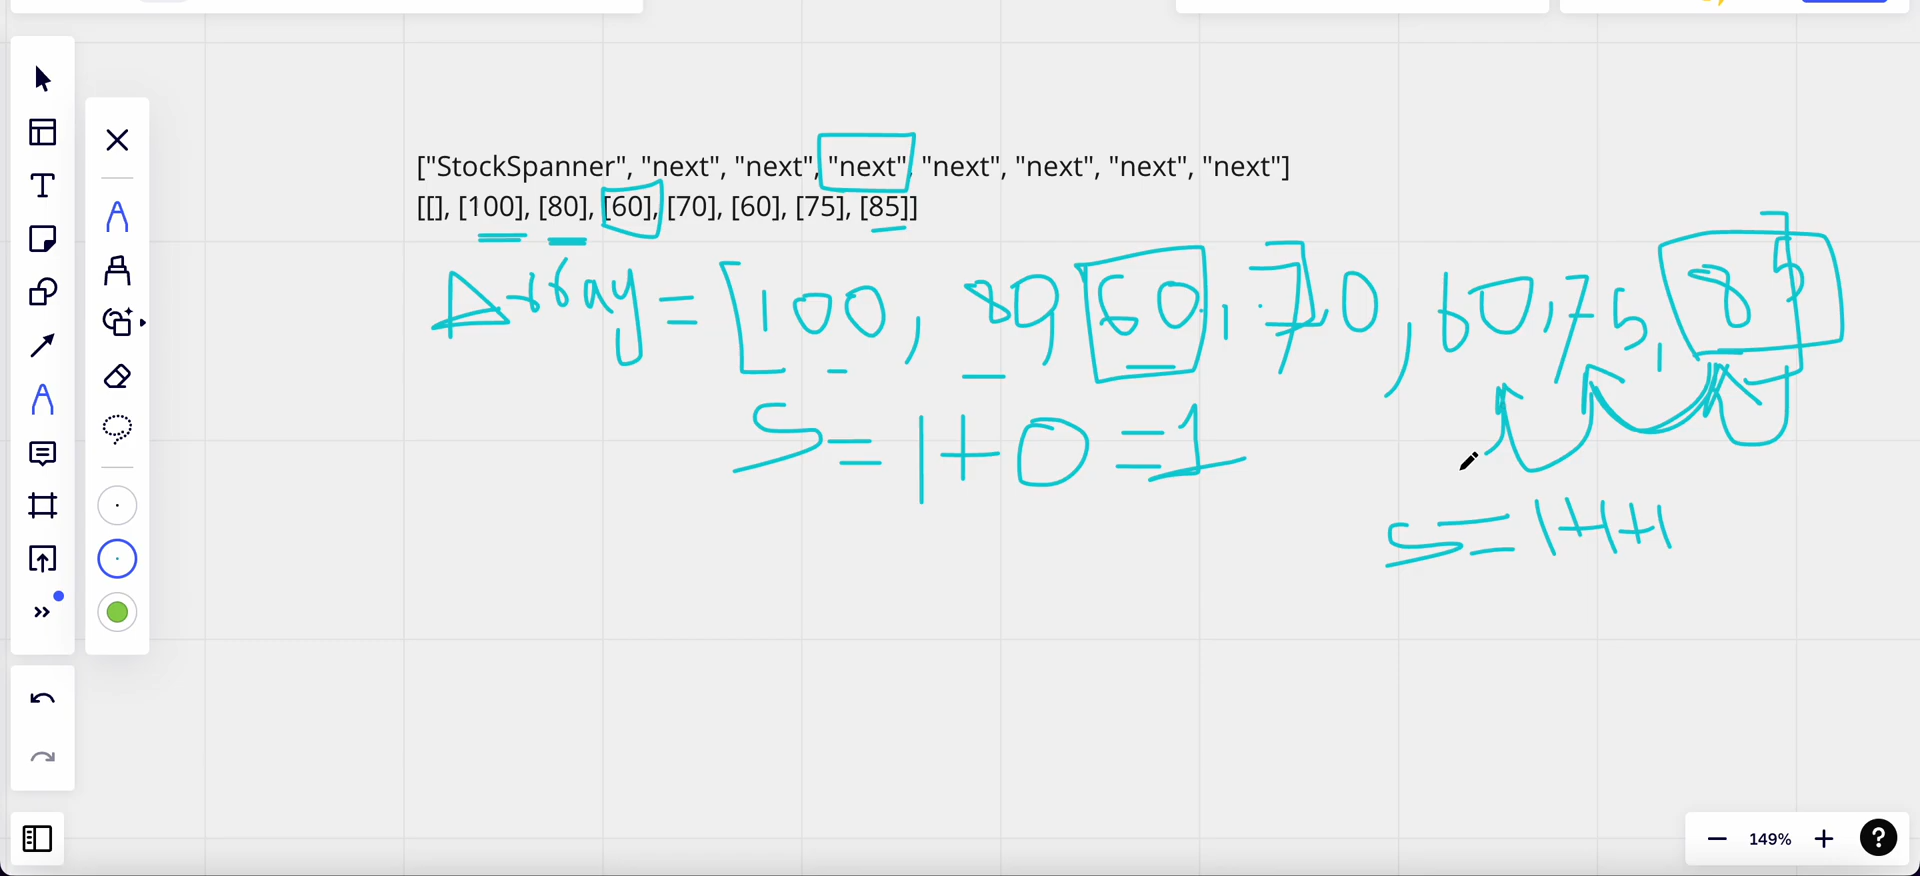 ["StockSpanner", "next", "next", "next", "next", "next", "next", "next"]
[[], [100], [80], [60], [70], [60], [75], [85]]
Array = [100, 80, 60, 70, 60, 75, 85]
S = 1 + 0 = 1
S = 1 + 1 + 1
T
149%
?